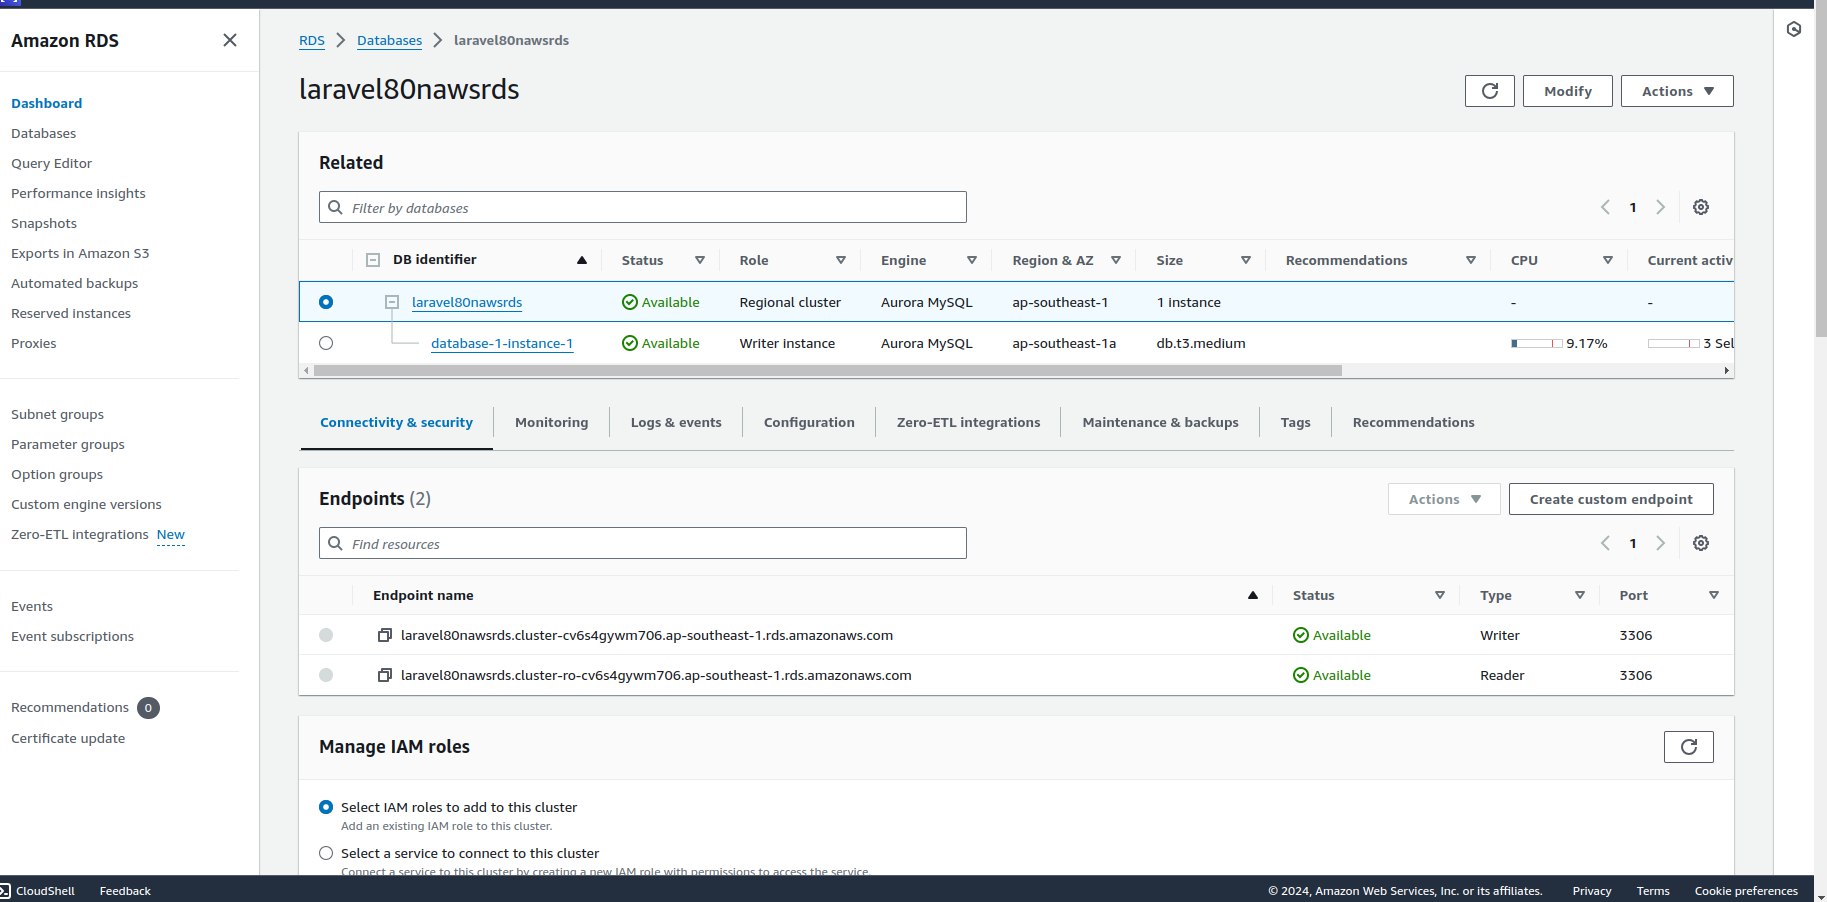 Amazon RDS
Dashboard
Databases
Query Editor
Performance insights
Snapshots
Exports in Amazon S3
Automated backups
Reserved instances
Proxies
Subnet groups
Parameter groups
Option groups
Custom engine versions
Zero-ETL integrations New
Events
Event subscriptions
Recommendations 0
Certificate update
RDS > Databases > laravel80nawsrds
laravel80nawsrds
Modify Actions
Related
Filter by databases
1
DB identifier Status Role Engine Region & AZ Size Recommendations CPU Current activ
laravel80nawsrds Available Regional cluster Aurora MySQL ap-southeast-1 1 instance - -
database-1-instance-1 Available Writer instance Aurora MySQL ap-southeast-1a db.t3.medium 9.17% 3 Sel
Connectivity & security Monitoring Logs & events Configuration Zero-ETL integrations Maintenance & backups Tags Recommendations
Endpoints (2)
Actions Create custom endpoint
Find resources
1
Endpoint name Status Type Port
laravel80nawsrds.cluster-cv6s4gywm706.ap-southeast-1.rds.amazonaws.com Available Writer 3306
laravel80nawsrds.cluster-ro-cv6s4gywm706.ap-southeast-1.rds.amazonaws.com Available Reader 3306
Manage IAM roles
Select IAM roles to add to this cluster
Add an existing IAM role to this cluster.
Select a service to connect to this cluster
Connect a service to this cluster by creating a new IAM role with permissions to access the service.
CloudShell Feedback © 2024, Amazon Web Services, Inc. or its affiliates. Privacy Terms Cookie preferences